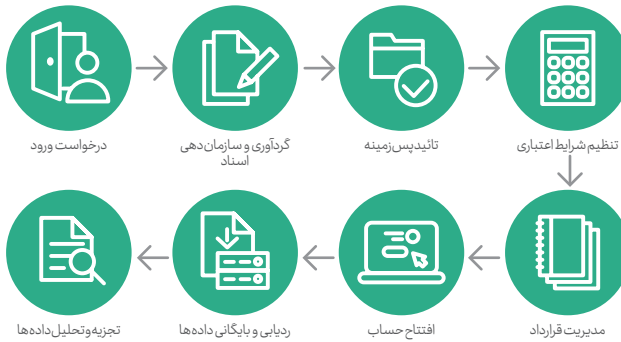 درخواست ورود
گردآوری و سازمان‌دهی
اسناد
تائید پس‌زمینه
تنظیم شرایط اعتباری
مدیریت قرارداد
افتتاح حساب
ردیابی و بایگانی داده‌ها
تجزیه و تحلیل داده‌ها